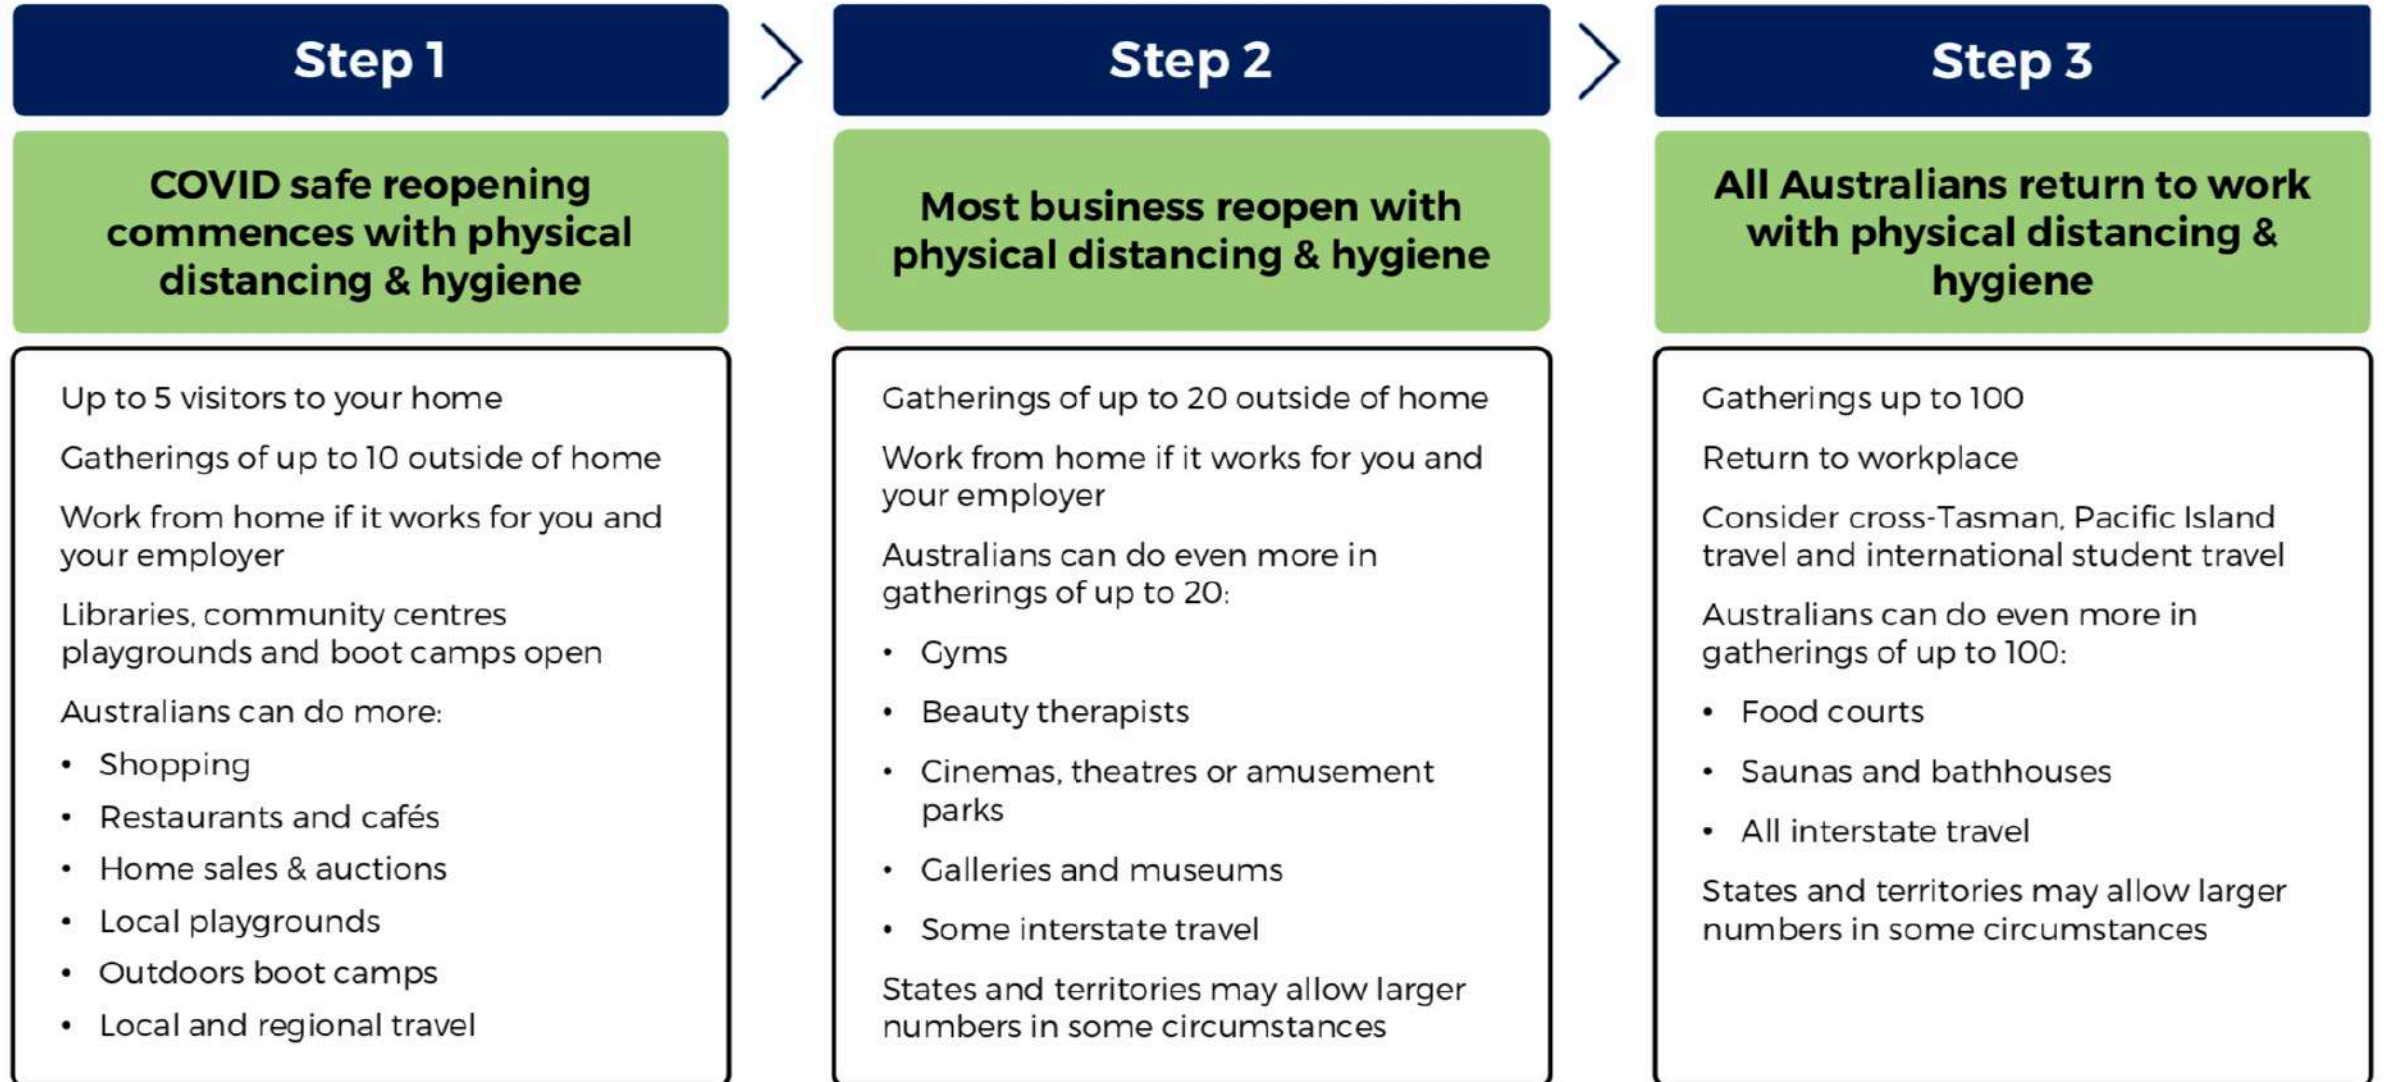 Step 1
COVID safe reopening
commences with physical
distancing & hygiene
Up to 5 visitors to your home
Gatherings of up to 10 outside of home
Work from home if it works for you and
your employer
Libraries, community centres
playgrounds and boot camps open
Australians can do more:
• Shopping
• Restaurants and cafés
• Home sales & auctions
• Local playgrounds
• Outdoors boot camps
• Local and regional travel
Step 2
Most business reopen with
physical distancing & hygiene
Gatherings of up to 20 outside of home
Work from home if it works for you and
your employer
Australians can do even more in
gatherings of up to 20:
• Gyms
• Beauty therapists
• Cinemas, theatres or amusement
parks
• Galleries and museums
• Some interstate travel
States and territories may allow larger
numbers in some circumstances
Step 3
All Australians return to work
with physical distancing &
hygiene
Gatherings up to 100
Return to workplace
Consider cross-Tasman, Pacific Island
travel and international student travel
Australians can do even more in
gatherings of up to 100:
• Food courts
• Saunas and bathhouses
• All interstate travel
States and territories may allow larger
numbers in some circumstances